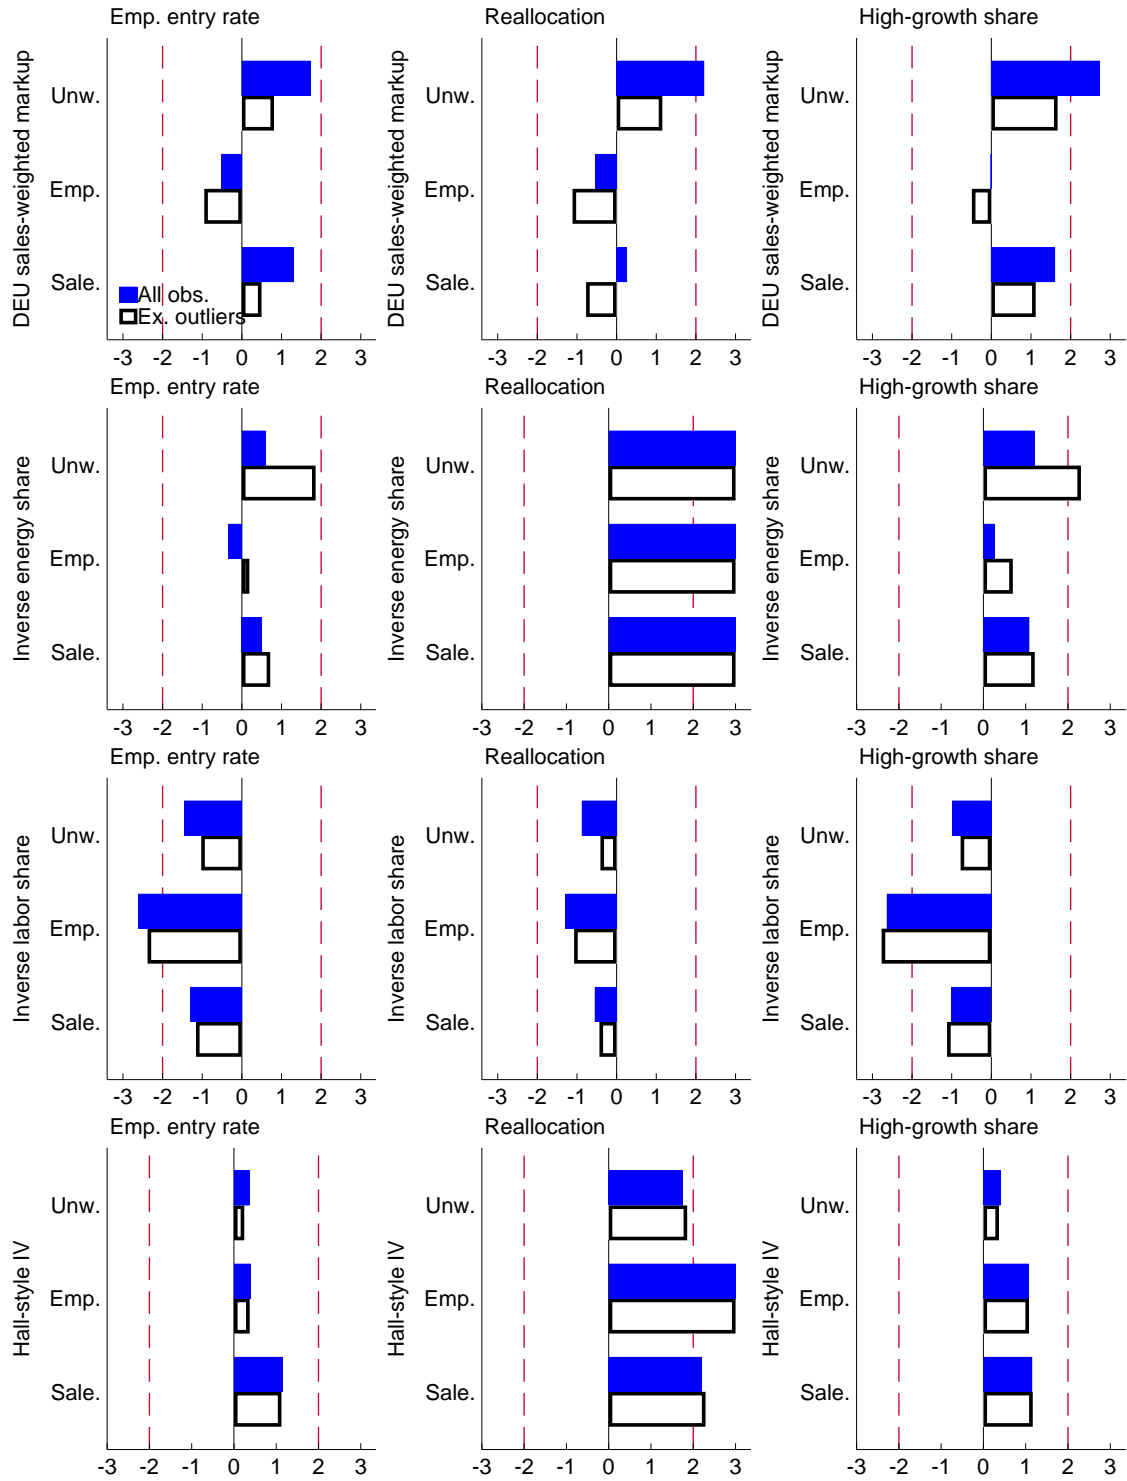 Emp. entry rate
DEU sales-weighted markup
Unw.
Emp.
Sale.
All obs.
Ex. outliers
-3 -2 -1 0 1 2 3
Reallocation
DEU sales-weighted markup
Unw.
Emp.
Sale.
-3 -2 -1 0 1 2 3
High-growth share
DEU sales-weighted markup
Unw.
Emp.
Sale.
-3 -2 -1 0 1 2 3
Emp. entry rate
Inverse energy share
Unw.
Emp.
Sale.
-3 -2 -1 0 1 2 3
Reallocation
Inverse energy share
Unw.
Emp.
Sale.
-3 -2 -1 0 1 2 3
High-growth share
Inverse energy share
Unw.
Emp.
Sale.
-3 -2 -1 0 1 2 3
Emp. entry rate
Inverse labor share
Unw.
Emp.
Sale.
-3 -2 -1 0 1 2 3
Reallocation
Inverse labor share
Unw.
Emp.
Sale.
-3 -2 -1 0 1 2 3
High-growth share
Inverse labor share
Unw.
Emp.
Sale.
-3 -2 -1 0 1 2 3
Emp. entry rate
Hall-style IV
Unw.
Emp.
Sale.
-3 -2 -1 0 1 2 3
Reallocation
Hall-style IV
Unw.
Emp.
Sale.
-3 -2 -1 0 1 2 3
High-growth share
Hall-style IV
Unw.
Emp.
Sale.
-3 -2 -1 0 1 2 3